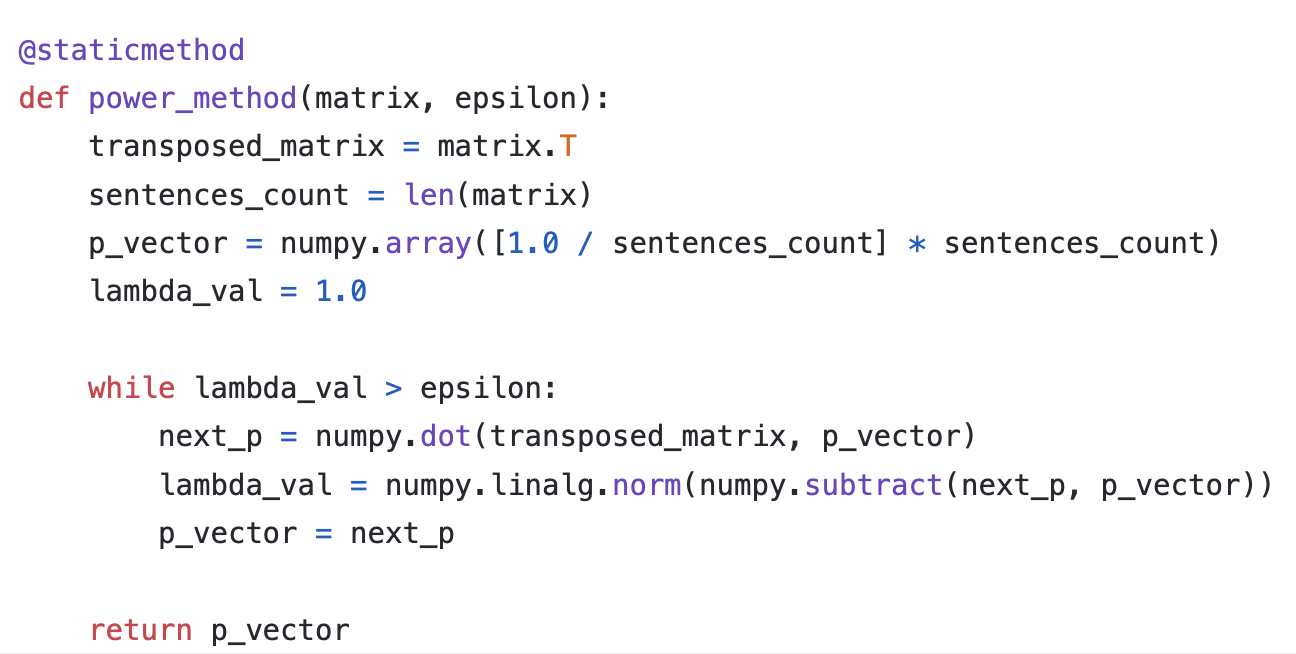 @staticmethod
def power_method(matrix, epsilon):
    transposed_matrix = matrix.T
    sentences_count = len(matrix)
    p_vector = numpy.array([1.0 / sentences_count] * sentences_count)
    lambda_val = 1.0

    while lambda_val > epsilon:
        next_p = numpy.dot(transposed_matrix, p_vector)
        lambda_val = numpy.linalg.norm(numpy.subtract(next_p, p_vector))
        p_vector = next_p

    return p_vector